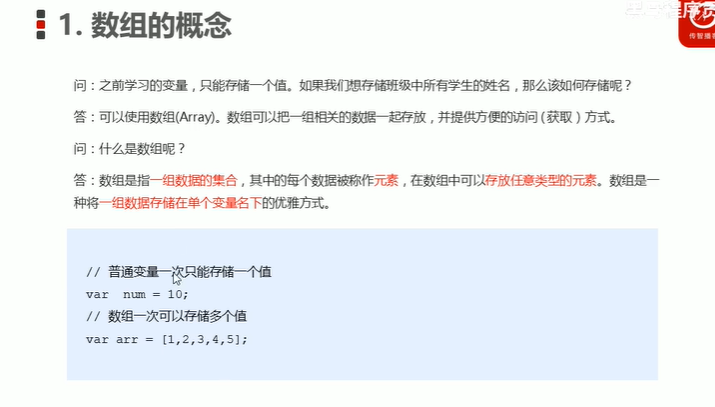 1. 数组的概念
传智播客
问：之前学习的变量，只能存储一个值。如果我们想存储班级中所有学生的姓名，那么该如何存储呢？
答：可以使用数组(Array)。数组可以把一组相关的数据一起存放，并提供方便的访问(获取）方式。
问：什么是数组呢？
答：数组是指一组数据的集合，其中的每个数据被称作元素，在数组中可以存放任意类型的元素。数组是一
种将一组数据存储在单个变量名下的优雅方式。
// 普通变量一次只能存储一个值
var  num = 10;
// 数组一次可以存储多个值
var arr = [1,2,3,4,5];